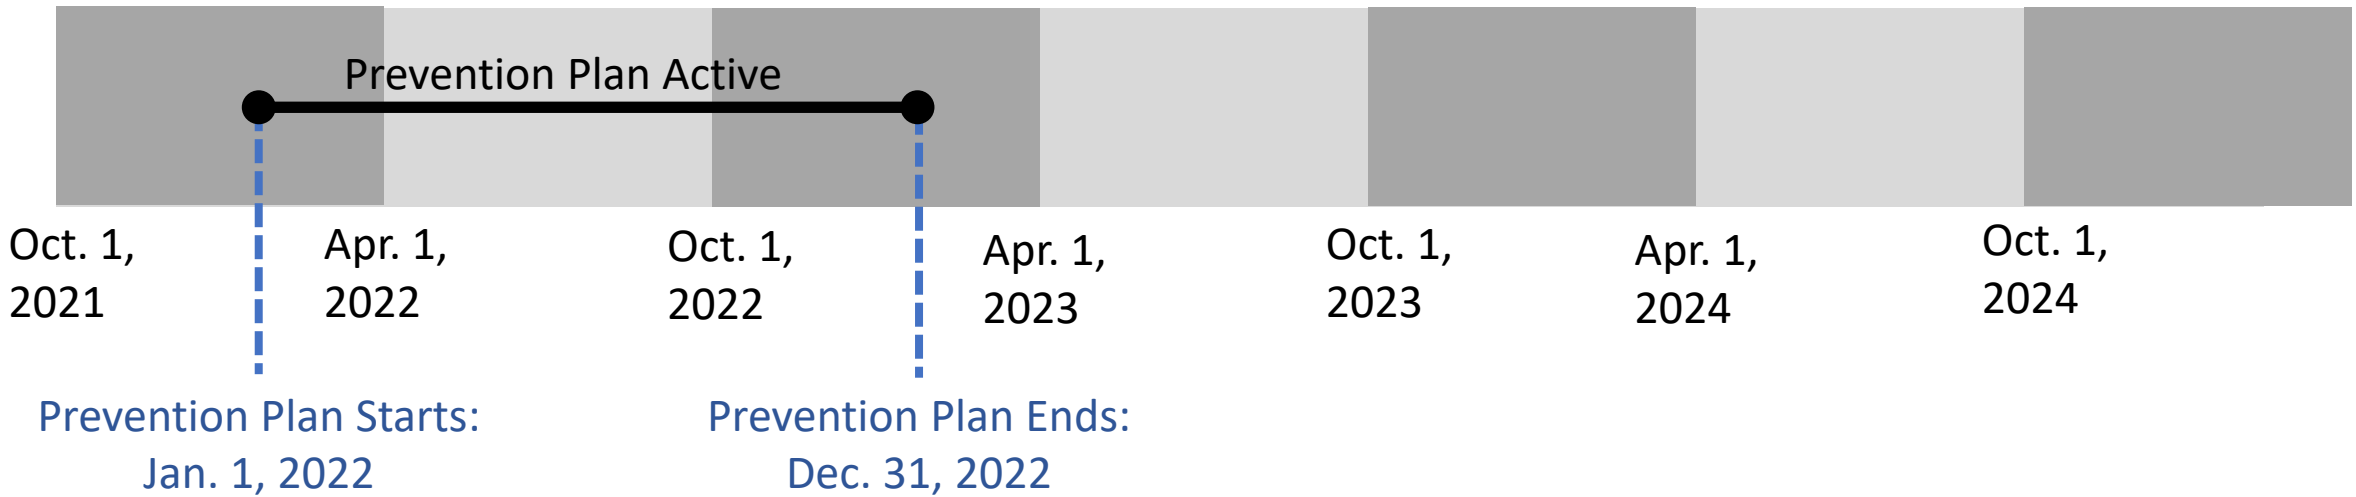 Prevention Plan Active
Oct. 1,
2021
Apr. 1,
2022
Oct. 1,
2022
Apr. 1,
2023
Oct. 1,
2023
Apr. 1,
2024
Oct. 1,
2024
Prevention Plan Starts:
Jan. 1, 2022
Prevention Plan Ends:
Dec. 31, 2022